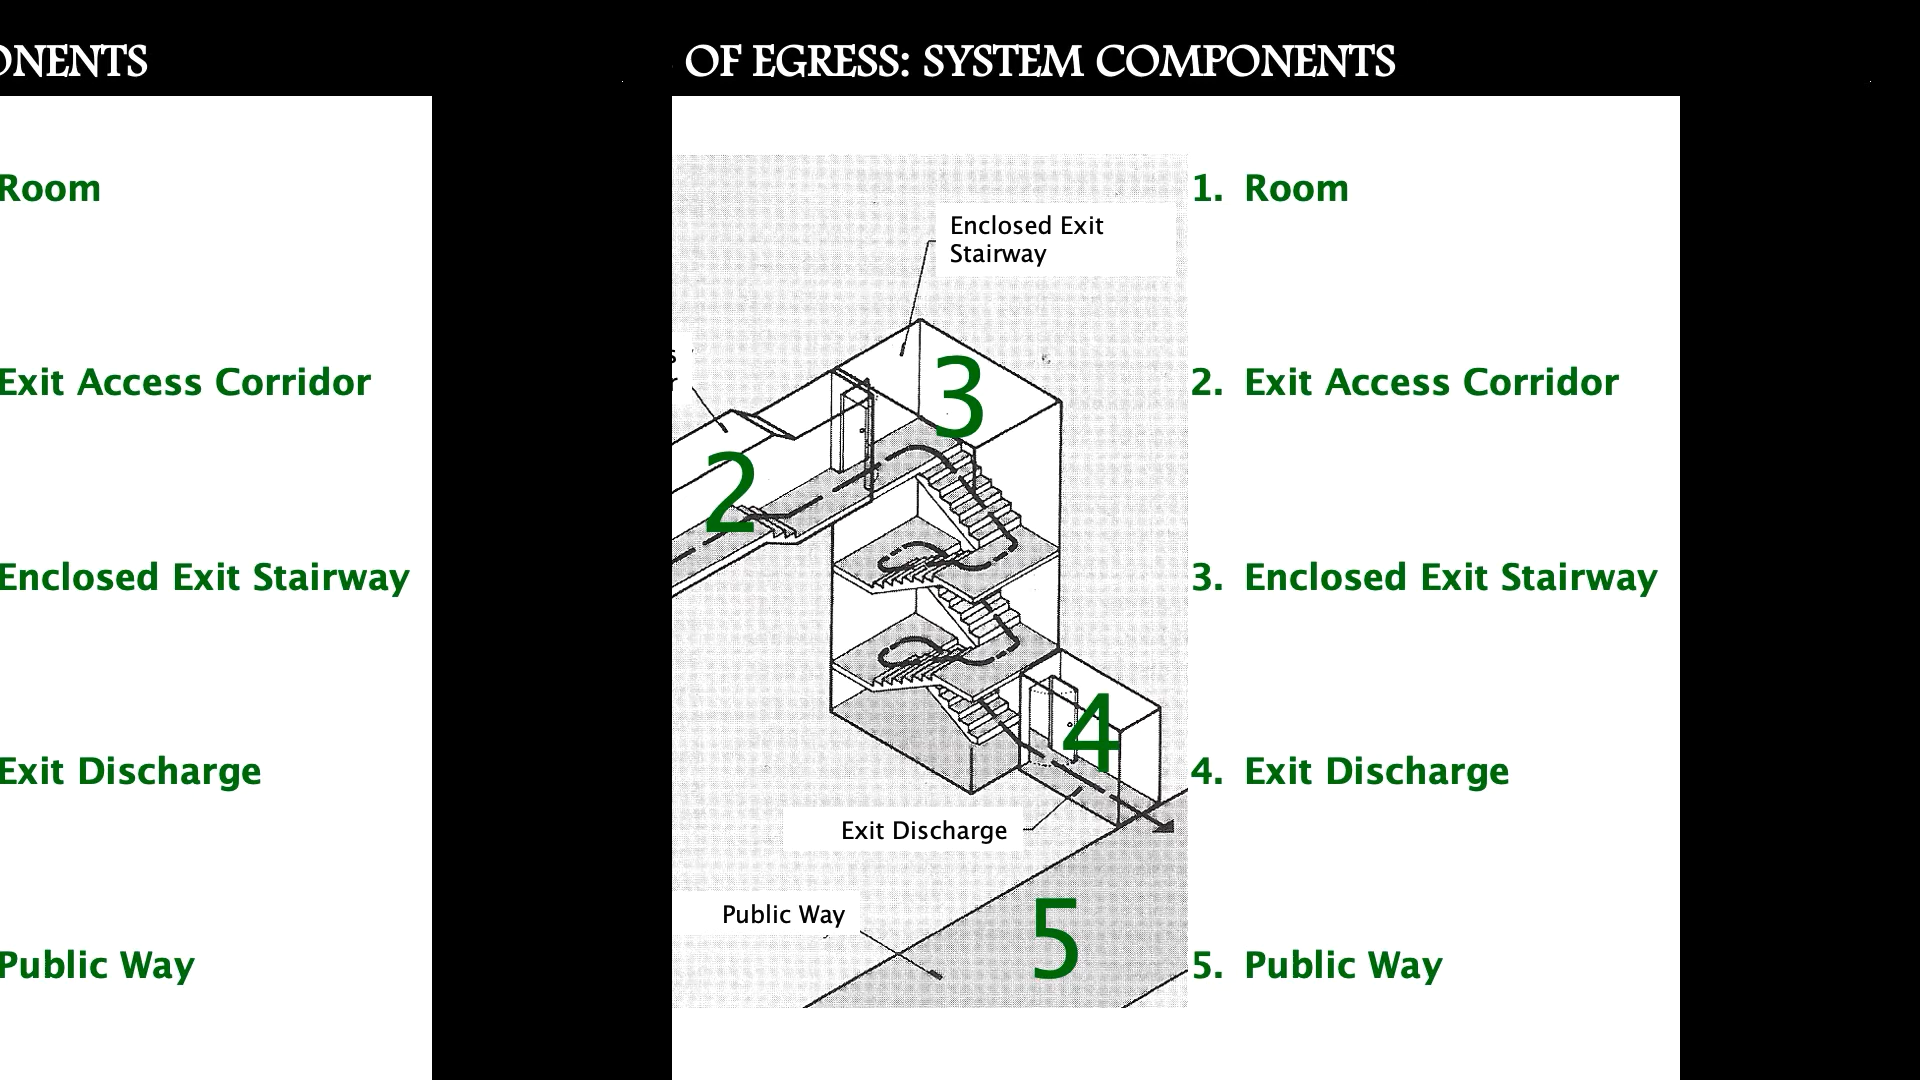 ONENTS
Room
Exit Access Corridor
Enclosed Exit Stairway
Exit Discharge
Public Way
OF EGRESS: SYSTEM COMPONENTS
Enclosed Exit
Stairway
s
r
3
2
4
Exit Discharge
Public Way
5
1. Room
2. Exit Access Corridor
3. Enclosed Exit Stairway
4. Exit Discharge
5. Public Way